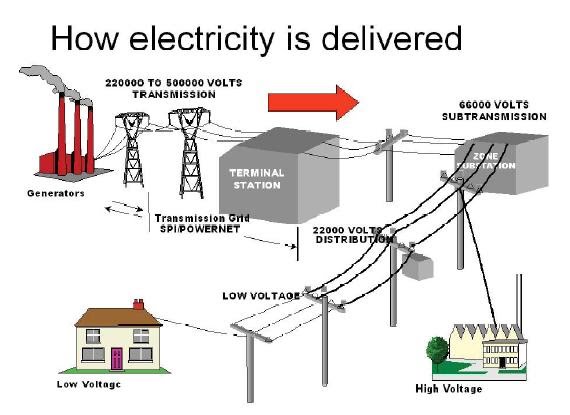 How electricity is delivered
220000 TO 500000 VOLTS
TRANSMISSION
66000 VOLTS
SUBTRANSMISSION
TERMINAL
STATION
ZONE
SUBSTATION
Generators
Transmission Grid
SPI/POWERNET
22000 VOLTS
DISTRIBUTION
LOW VOLTAGE
Low Voltage
High Voltage